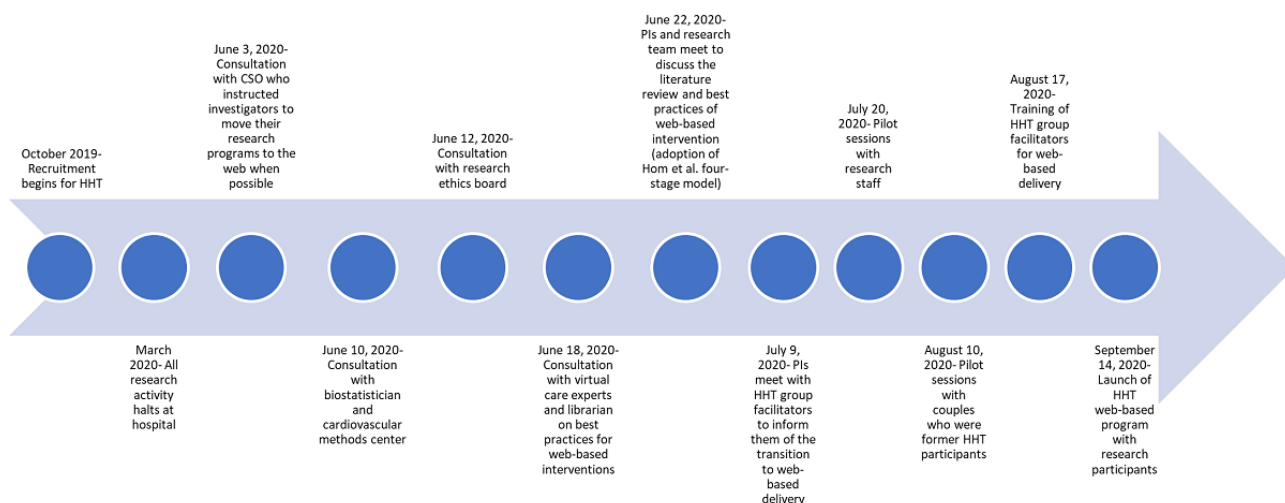 October 2019-
Recruitment
begins for HHT
March
2020- All
research
activity
halts at
hospital
June 3, 2020-
Consultation
with CSO who
instructed
investigators to
move their
research
programs to the
web when
possible
June 10, 2020-
Consultation
with
biostatistician
and
cardiovascular
methods center
June 12, 2020-
Consultation
with research
ethics board
June 18, 2020-
Consultation
with virtual
care experts
and librarian
on best
practices for
web-based
interventions
June 22, 2020-
PIs and research
team meet to
discuss the
literature
review and best
practices of
web-based
intervention
(adoption of
Hom et al. four-
stage model)
July 9,
2020- PIs
meet with
HHT group
facilitators
to inform
them of the
transition
to web-
based
delivery
July 20,
2020- Pilot
sessions
with
research
staff
August 10,
2020- Pilot
sessions
with
couples
who were
former HHT
participants
August 17,
2020-
Training of
HHT group
facilitators
for web-
based
delivery
September
14, 2020-
Launch of
HHT
web-based
program
with
research
participants